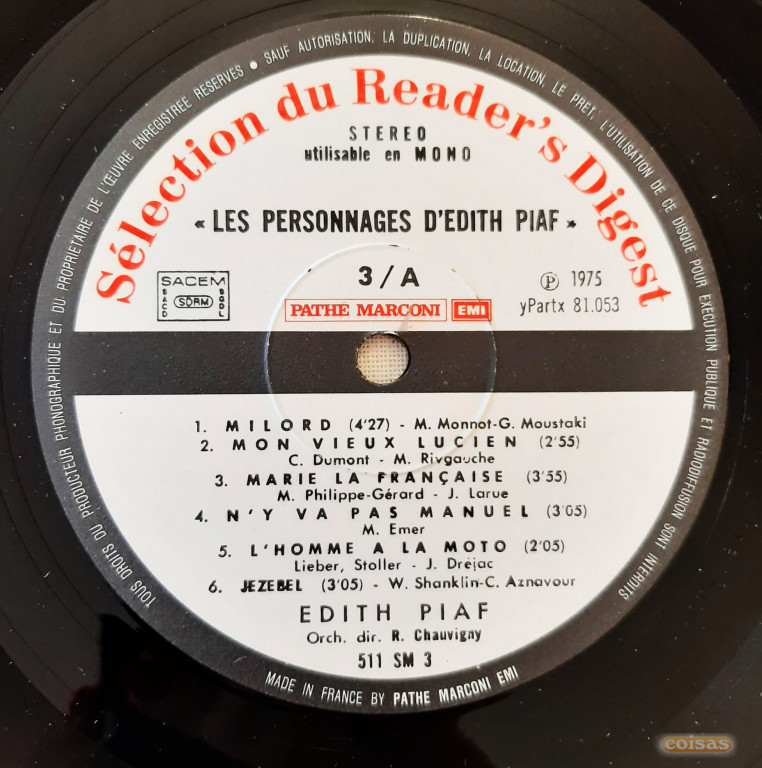 TOUS DROITS DU PRODUCTEUR PHONOGRAPHIQUE ET DU PROPRIETAIRE DE L'ŒUVRE ENREGISTREE RESERVES • SAUF AUTORISATION, LA DUPLICATION, LA LOCATION, LE PRET, L'UTILISATION DE CE DISQUE POUR EXECUTION PUBLIQUE ET RADIODIFFUSION SONT INTERDITS
Sélection du Reader's Digest
STEREO
utilisable en MONO
« LES PERSONNAGES D'EDITH PIAF »
3/A
SACEM
SACD SDRM SGDL
PATHE MARCONI EMI
Ⓟ 1975
yPartx 81.053
1. MILORD (4'27) - M. Monnot-G. Moustaki
2. MON VIEUX LUCIEN (2'55)
C. Dumont - M. Rivgauche
3. MARIE LA FRANÇAISE (3'55)
M. Philippe-Gérard - J. Larue
4. N'Y VA PAS MANUEL (3'05)
M. Emer
5. L'HOMME A LA MOTO (2'05)
Lieber, Stoller - J. Dréjac
6. JEZEBEL (3'05) - W. Shanklin-C. Aznavour
EDITH PIAF
Orch. dir. R. Chauvigny
511 SM 3
MADE IN FRANCE BY PATHE MARCONI EMI
coisas